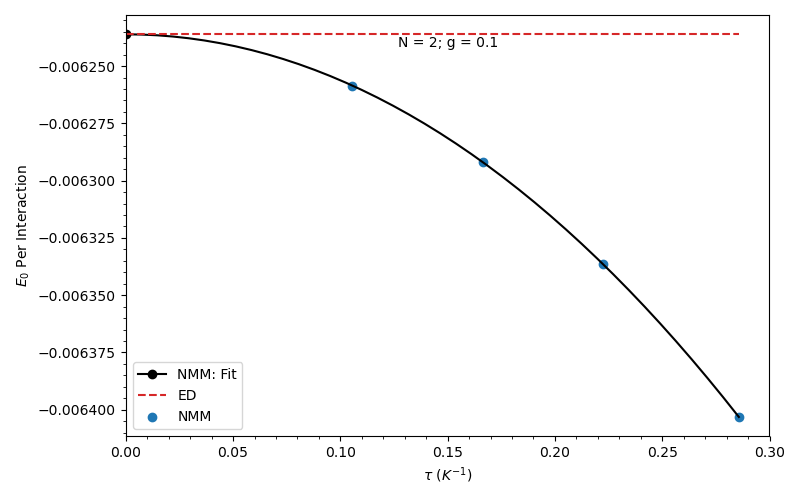 N = 2; g = 0.1
−0.006250
−0.006275
−0.006300
−0.006325
−0.006350
−0.006375
−0.006400
E₀ Per Interaction
NMM: Fit
ED
NMM
0.00 0.05 0.10 0.15 0.20 0.25 0.30
τ (K⁻¹)